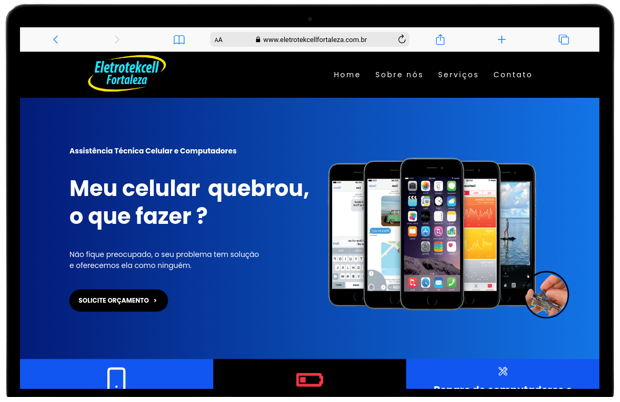 AA
www.eletrotekcellfortaleza.com.br
Eletrotekcell
Fortaleza
Home Sobre nós Serviços Contato
Assistência Técnica Celular e Computadores
Meu celular quebrou,
o que fazer ?
Não fique preocupado, o seu problema tem solução
e oferecemos ela como ninguém.
SOLICITE ORÇAMENTO >